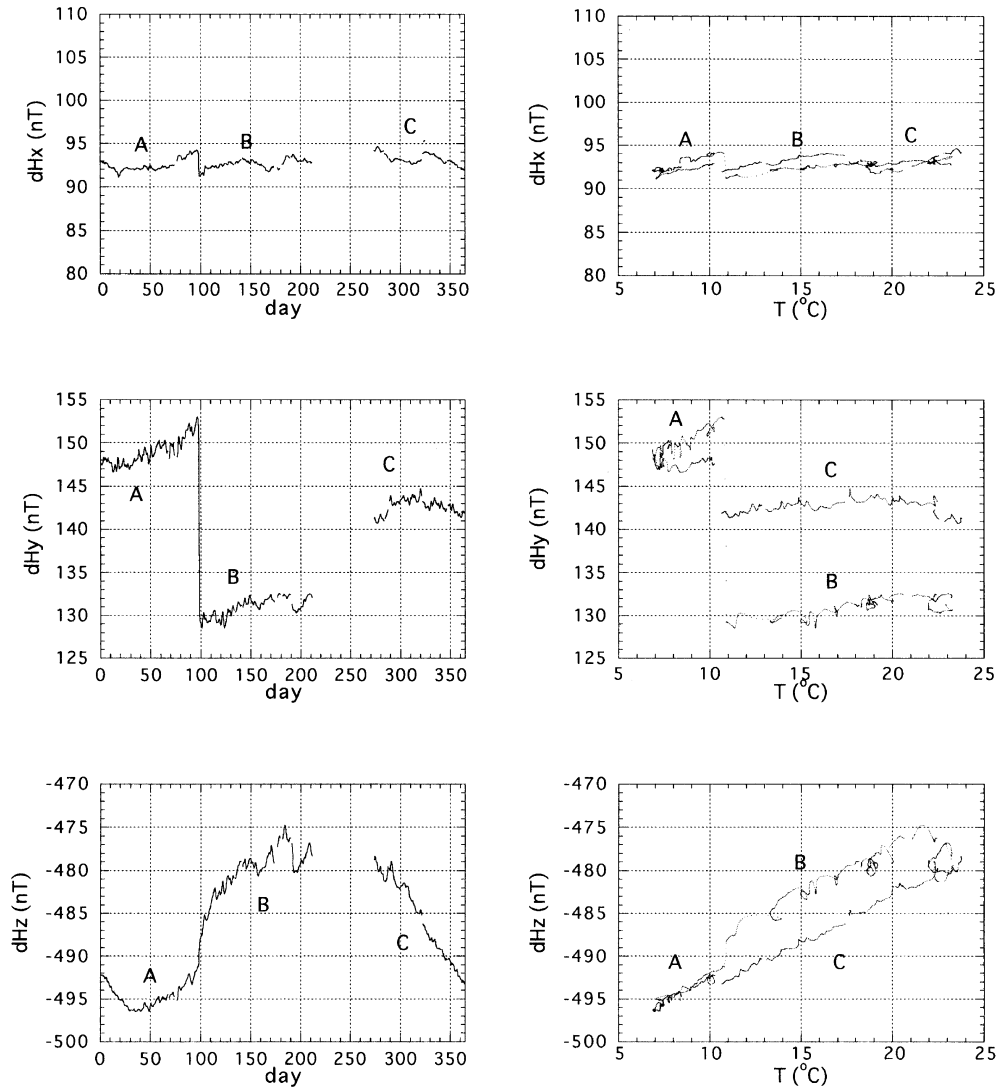 110
105
100
95
90
85
80
dHx (nT)
A
B
C
0 50 100 150 200 250 300 350
day
110
105
100
95
90
85
80
dHx (nT)
A
B
C
5 10 15 20 25
T (°C)
155
150
145
140
135
130
125
dHy (nT)
A
B
C
0 50 100 150 200 250 300 350
day
155
150
145
140
135
130
125
dHy (nT)
A
C
B
5 10 15 20 25
T (°C)
-470
-475
-480
-485
-490
-495
-500
dHz (nT)
A
B
C
0 50 100 150 200 250 300 350
day
-470
-475
-480
-485
-490
-495
-500
dHz (nT)
A
B
C
5 10 15 20 25
T (°C)